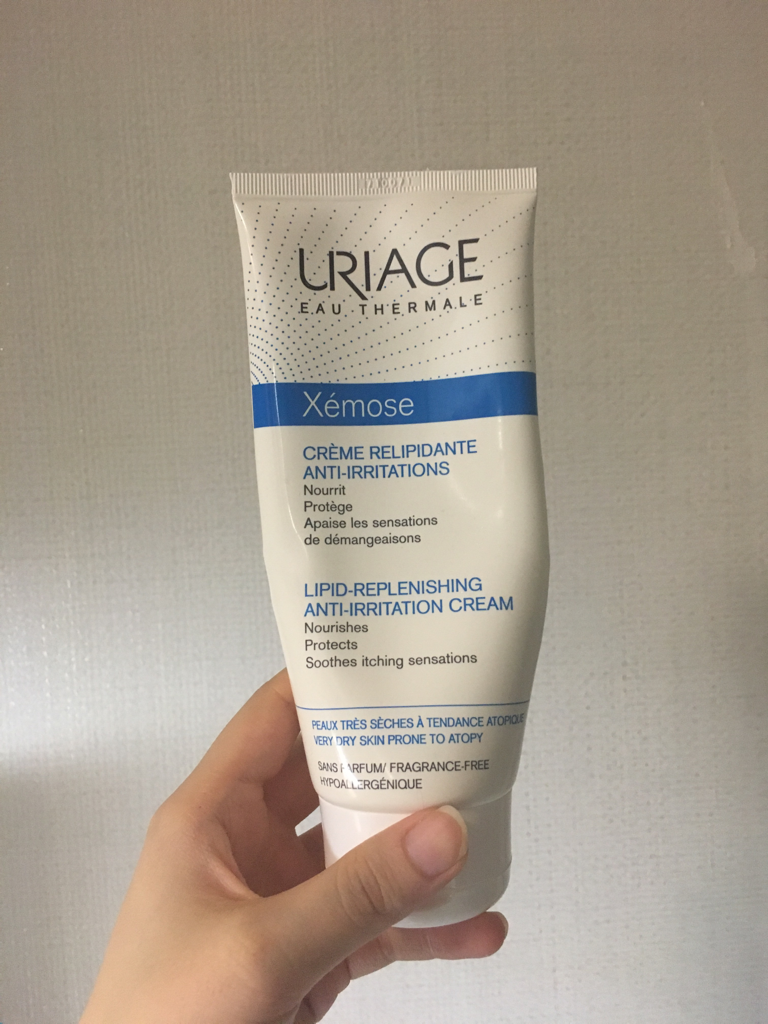 URIAGE
EAU THERMALE
Xémose
CRÈME RELIPIDANTE
ANTI-IRRITATIONS
Nourrit
Protège
Apaise les sensations
de démangeaisons
LIPID-REPLENISHING
ANTI-IRRITATION CREAM
Nourishes
Protects
Soothes itching sensations
PEAUX TRÈS SÈCHES À TENDANCE ATOPIQUE
VERY DRY SKIN PRONE TO ATOPY
SANS PARFUM/ FRAGRANCE-FREE
HYPOALLERGÉNIQUE